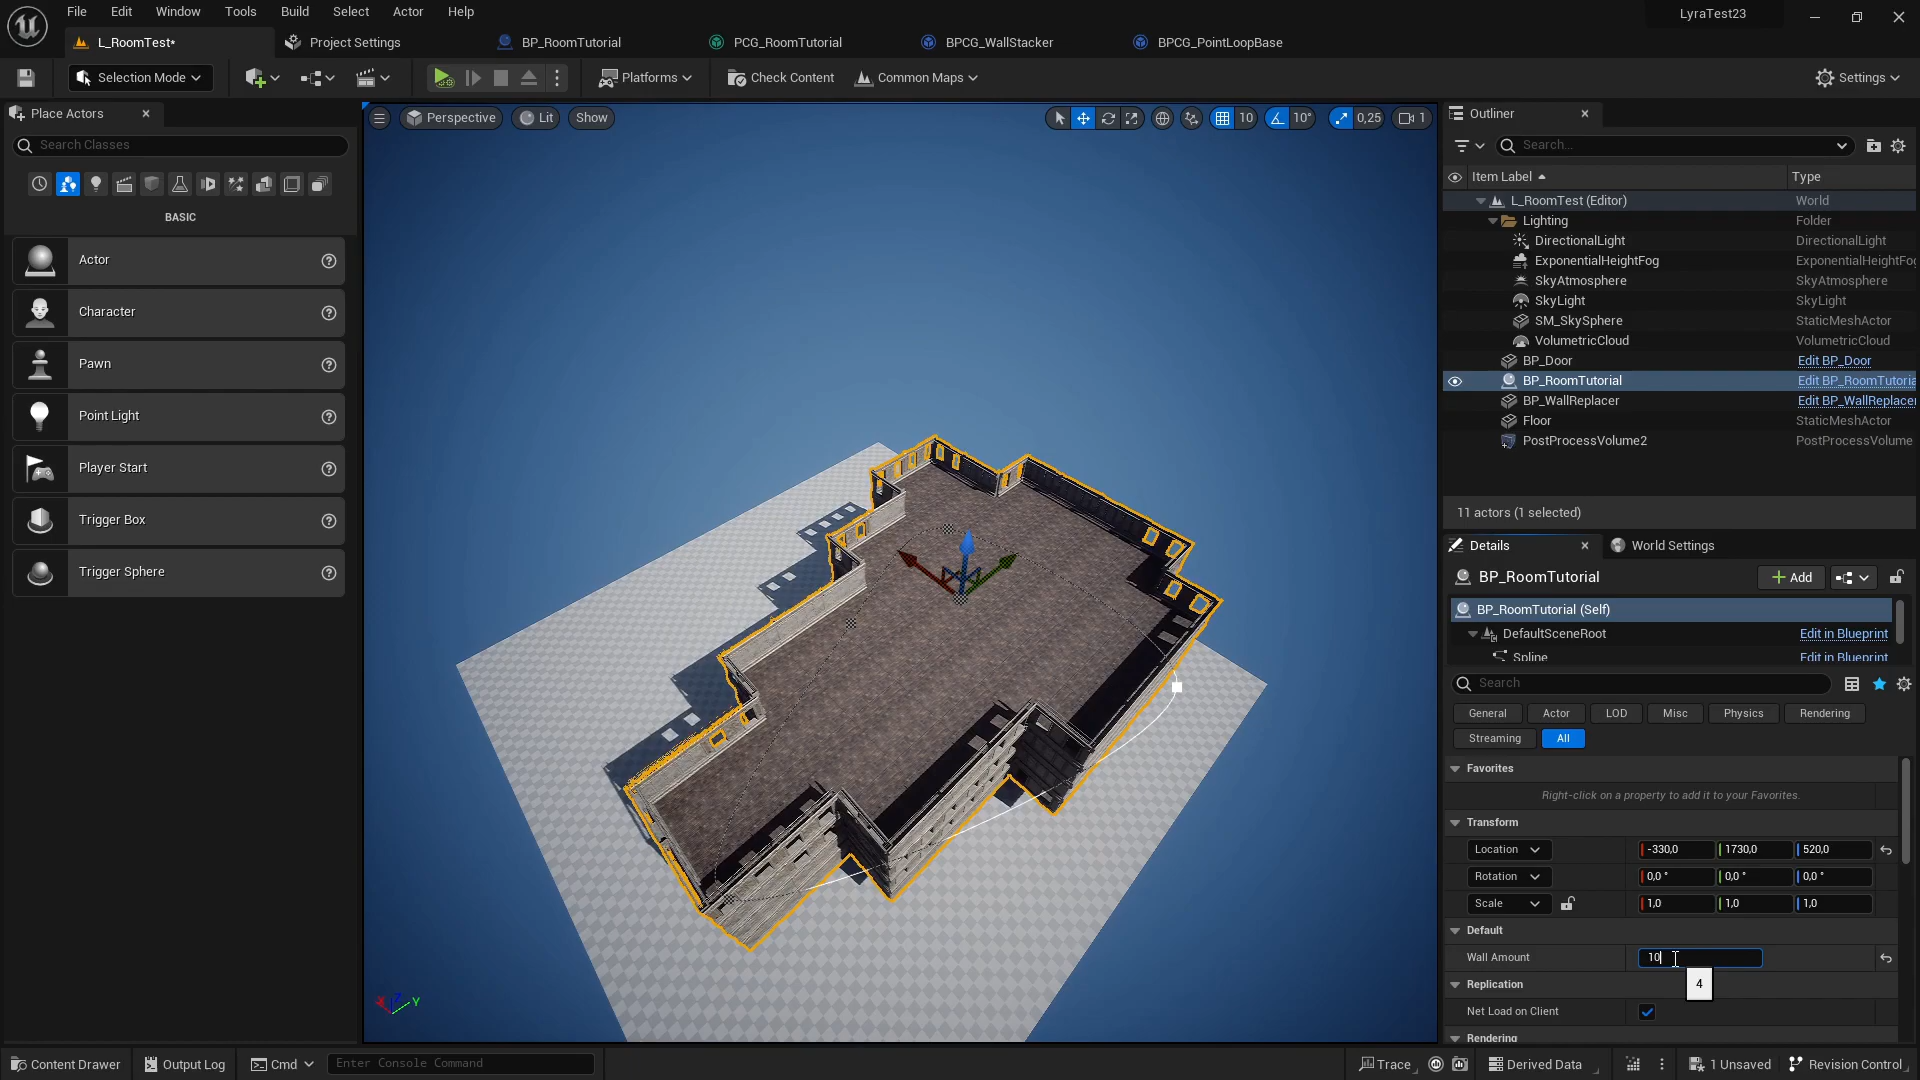 File Edit Window Tools Build Select Actor Help
LyraTest23
L_RoomTest*
Project Settings
BP_RoomTutorial
PCG_RoomTutorial
BPCG_WallStacker
BPCG_PointLoopBase
Selection Mode
Platforms
Check Content
Common Maps
Settings
Place Actors
Search Classes
BASIC
Actor
Character
Pawn
Point Light
Player Start
Trigger Box
Trigger Sphere
Perspective Lit Show
10 10° 0,25 1
X Y
Outliner
Search...
Item Label Type
L_RoomTest (Editor) World
Lighting Folder
DirectionalLight DirectionalLight
ExponentialHeightFog ExponentialHeightFog
SkyAtmosphere SkyAtmosphere
SkyLight SkyLight
SM_SkySphere StaticMeshActor
VolumetricCloud VolumetricCloud
BP_Door Edit BP_Door
BP_RoomTutorial Edit BP_RoomTutoria
BP_WallReplacer Edit BP_WallReplacer
Floor StaticMeshActor
PostProcessVolume2 PostProcessVolume
11 actors (1 selected)
Details
World Settings
BP_RoomTutorial
Add
BP_RoomTutorial (Self)
DefaultSceneRoot Edit in Blueprint
Spline Edit in Blueprint
Search
General Actor LOD Misc Physics Rendering
Streaming All
Favorites
Right-click on a property to add it to your Favorites.
Transform
Location -330,0 1730,0 520,0
Rotation 0,0 ° 0,0 ° 0,0 °
Scale 1,0 1,0 1,0
Default
Wall Amount 10
4
Replication
Net Load on Client
Rendering
Content Drawer
Output Log
Cmd
Enter Console Command
Trace
Derived Data
1 Unsaved
Revision Control